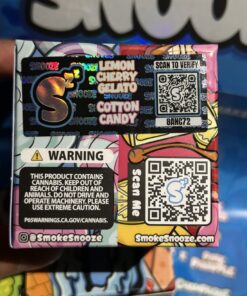 SNOOZE
LEMON
CHERRY
GELATO
COTTON
CANDY
SCAN TO VERIFY
BANC72
WARNING
THIS PRODUCT CONTAINS
CANNABIS, KEEP OUT OF
REACH OF CHILDREN AND
ANIMALS. DO NOT DRIVE AND
OPERATE MACHINERY, PLEASE
USE EXTREME CAUTION.
P65WARNINGS.CA.GOV/CANNABIS.
Scan Me
@SmokeSnooze
SmokeSnooze.com